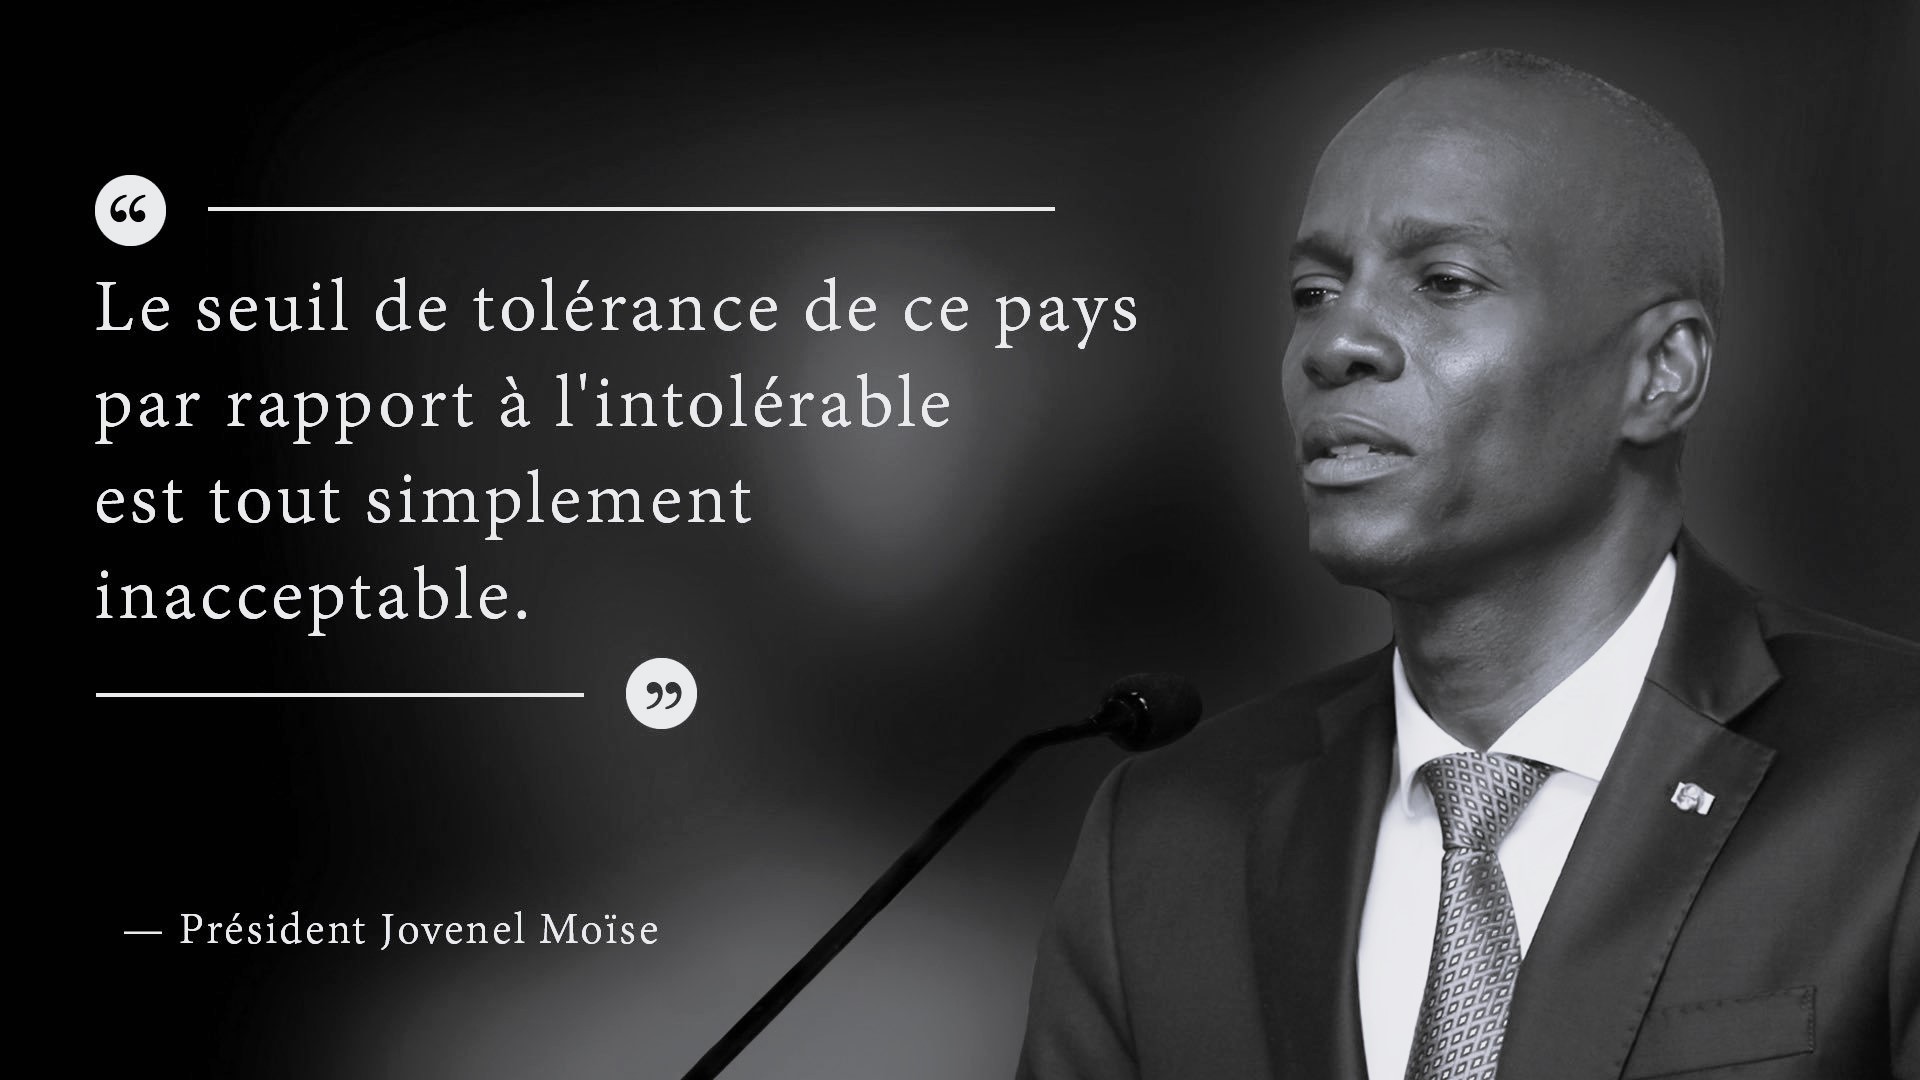 “
Le seuil de tolérance de ce pays
par rapport à l'intolérable
est tout simplement
inacceptable.
”
— Président Jovenel Moïse